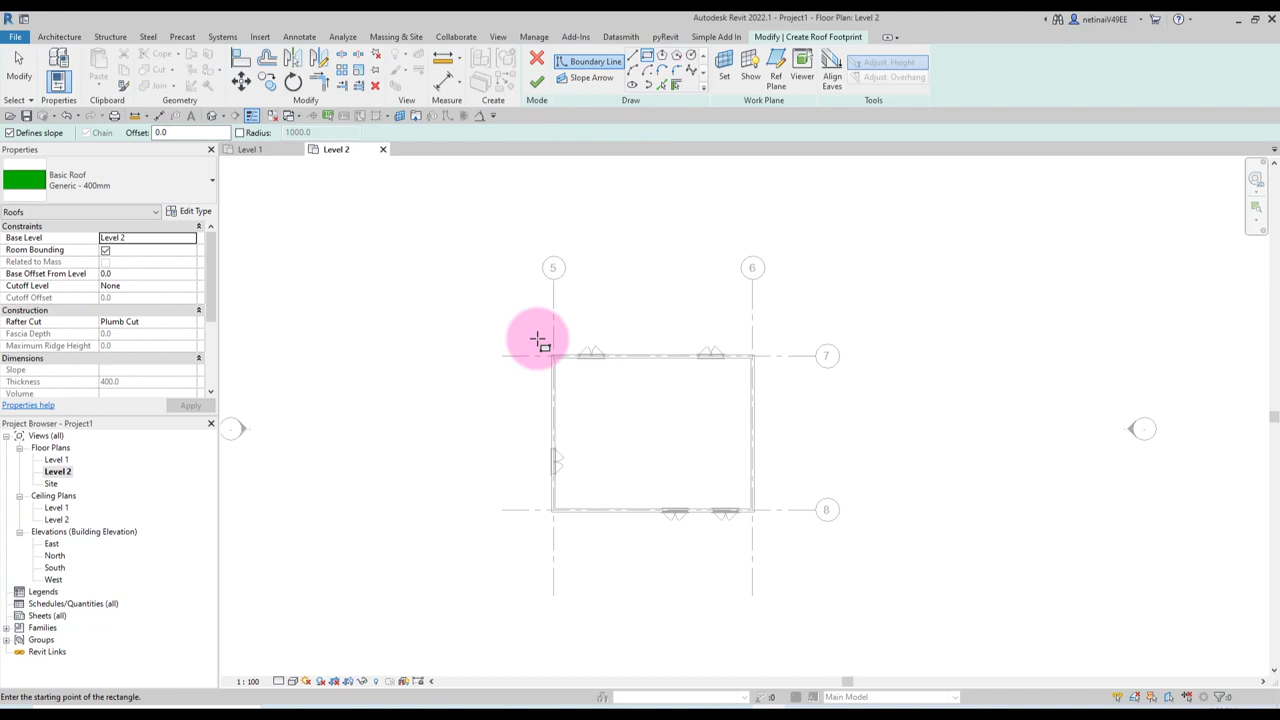 Autodesk Revit 2022.1 - Project1 - Floor Plan: Level 2
netinaiV49EE
File Architecture Structure Steel Precast Systems Insert Annotate Analyze Massing & Site Collaborate View Manage Add-Ins Datasmith pyRevit Simple Add In Modify | Create Roof Footprint
Modify
Properties
Paste
Cope
Cut
Join
Boundary Line
Slope Arrow
Set
Show
Ref Plane
Viewer
Align Eaves
Adjust Height
Adjust Overhang
Select
Properties
Clipboard
Geometry
Modify
View
Measure
Create
Mode
Draw
Work Plane
Tools
Defines slope
Chain
Offset: 0.0
Radius: 1000.0
Properties
Level 1
Level 2
Basic Roof
Generic - 400mm
Roofs
Edit Type
Constraints
Base Level Level 2
Room Bounding
Related to Mass
Base Offset From Level 0.0
Cutoff Level None
Cutoff Offset 0.0
Construction
Rafter Cut Plumb Cut
Fascia Depth 0.0
Maximum Ridge Height 0.0
Dimensions
Slope
Thickness 400.0
Volume
Properties help
Apply
Project Browser - Project1
Views (all)
Floor Plans
Level 1
Level 2
Site
Ceiling Plans
Level 1
Level 2
Elevations (Building Elevation)
East
North
South
West
Legends
Schedules/Quantities (all)
Sheets (all)
Families
Groups
Revit Links
5
6
7
8
1 : 100
Enter the starting point of the rectangle.
:0
Main Model
:0